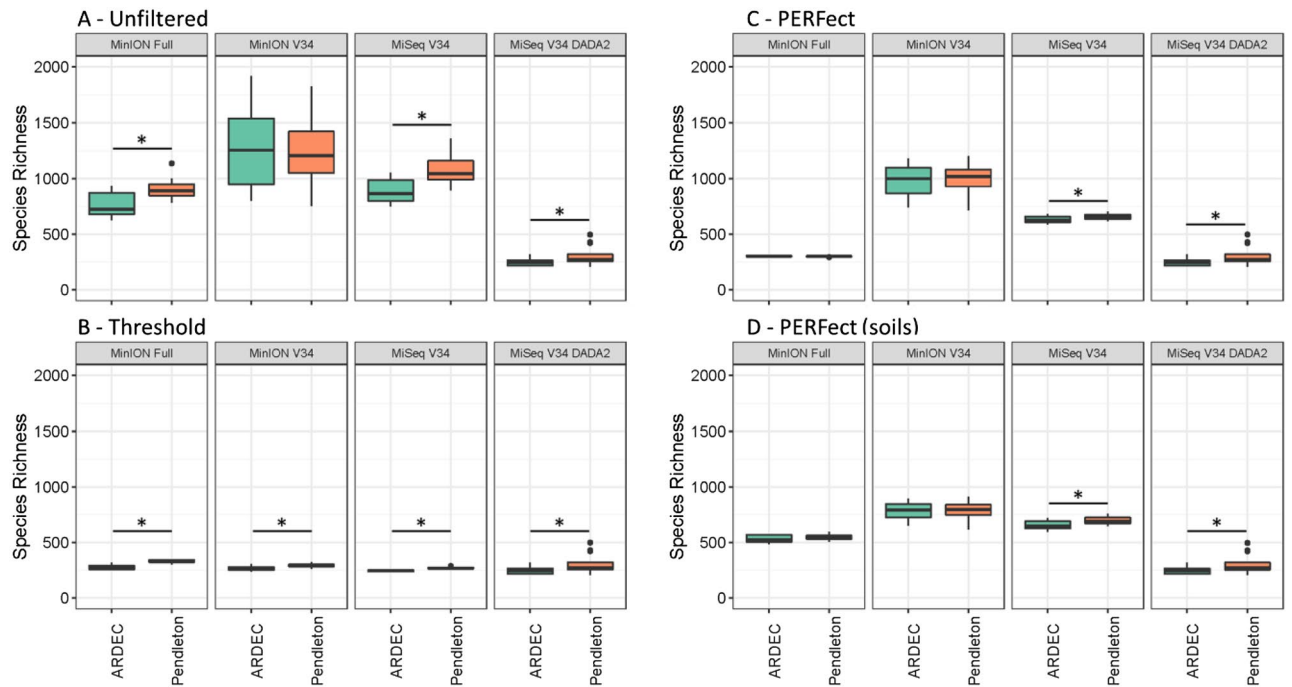 A - Unfiltered
MinION Full MinION V34 MiSeq V34 MiSeq V34 DADA2
2000
1500
1000
500
0
Species Richness
* * *
B - Threshold
MinION Full MinION V34 MiSeq V34 MiSeq V34 DADA2
2000
1500
1000
500
0
Species Richness
* * * *
ARDEC Pendleton ARDEC Pendleton ARDEC Pendleton ARDEC Pendleton
C - PERFect
MinION Full MinION V34 MiSeq V34 MiSeq V34 DADA2
2000
1500
1000
500
0
Species Richness
* *
D - PERFect (soils)
MinION Full MinION V34 MiSeq V34 MiSeq V34 DADA2
2000
1500
1000
500
0
Species Richness
* *
ARDEC Pendleton ARDEC Pendleton ARDEC Pendleton ARDEC Pendleton